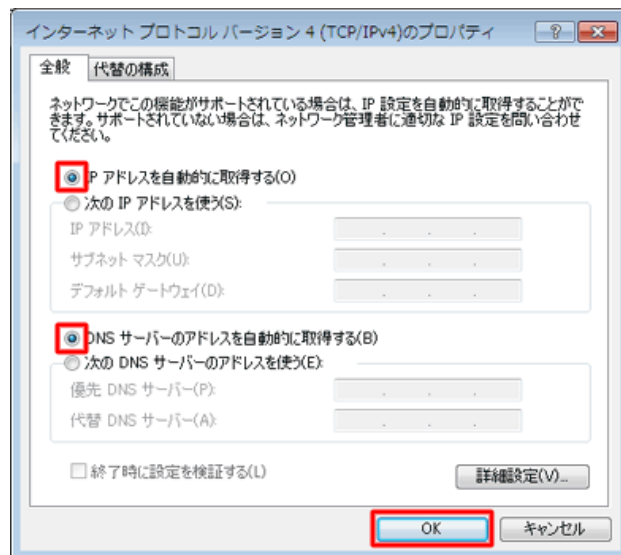 インターネット プロトコル バージョン 4 (TCP/IPv4)のプロパティ
全般
代替の構成
ネットワークでこの機能がサポートされている場合は、IP 設定を自動的に取得することがで
きます。サポートされていない場合は、ネットワーク管理者に適切な IP 設定を問い合わせ
てください。
IP アドレスを自動的に取得する(O)
次の IP アドレスを使う(S):
IP アドレス(I):
サブネット マスク(U):
デフォルト ゲートウェイ(D):
DNS サーバーのアドレスを自動的に取得する(B)
次の DNS サーバーのアドレスを使う(E):
優先 DNS サーバー(P):
代替 DNS サーバー(A):
終了時に設定を検証する(L)
詳細設定(V)...
OK
キャンセル